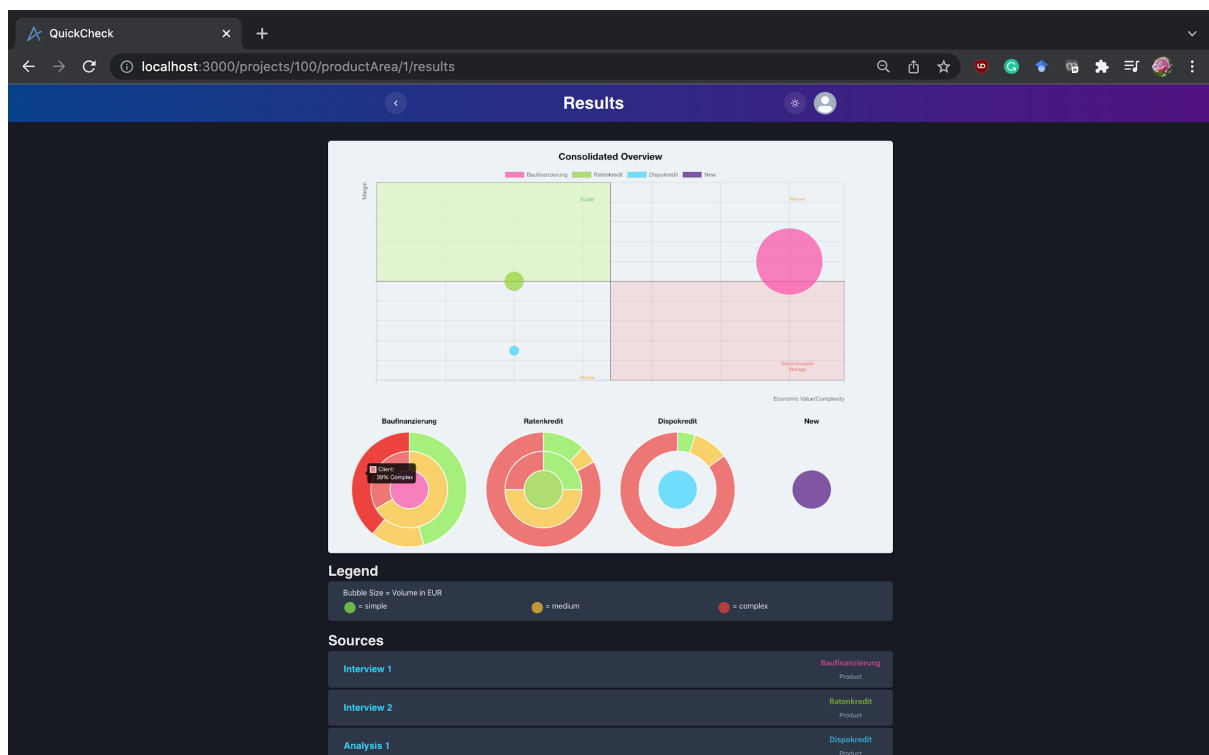 QuickCheck
localhost:3000/projects/100/productArea/1/results
Results
Consolidated Overview
Baufinanzierung Ratenkredit Dispokredit New
Margin
Scale
Review
Discontinuation
Strategy
Review
Economic Value/Complexity
Baufinanzierung Ratenkredit Dispokredit New
Client:
39% Complex
Legend
Bubble Size = Volume in EUR
= simple = medium = complex
Sources
Interview 1 Baufinanzierung
Product
Interview 2 Ratenkredit
Product
Analysis 1 Dispokredit
Product